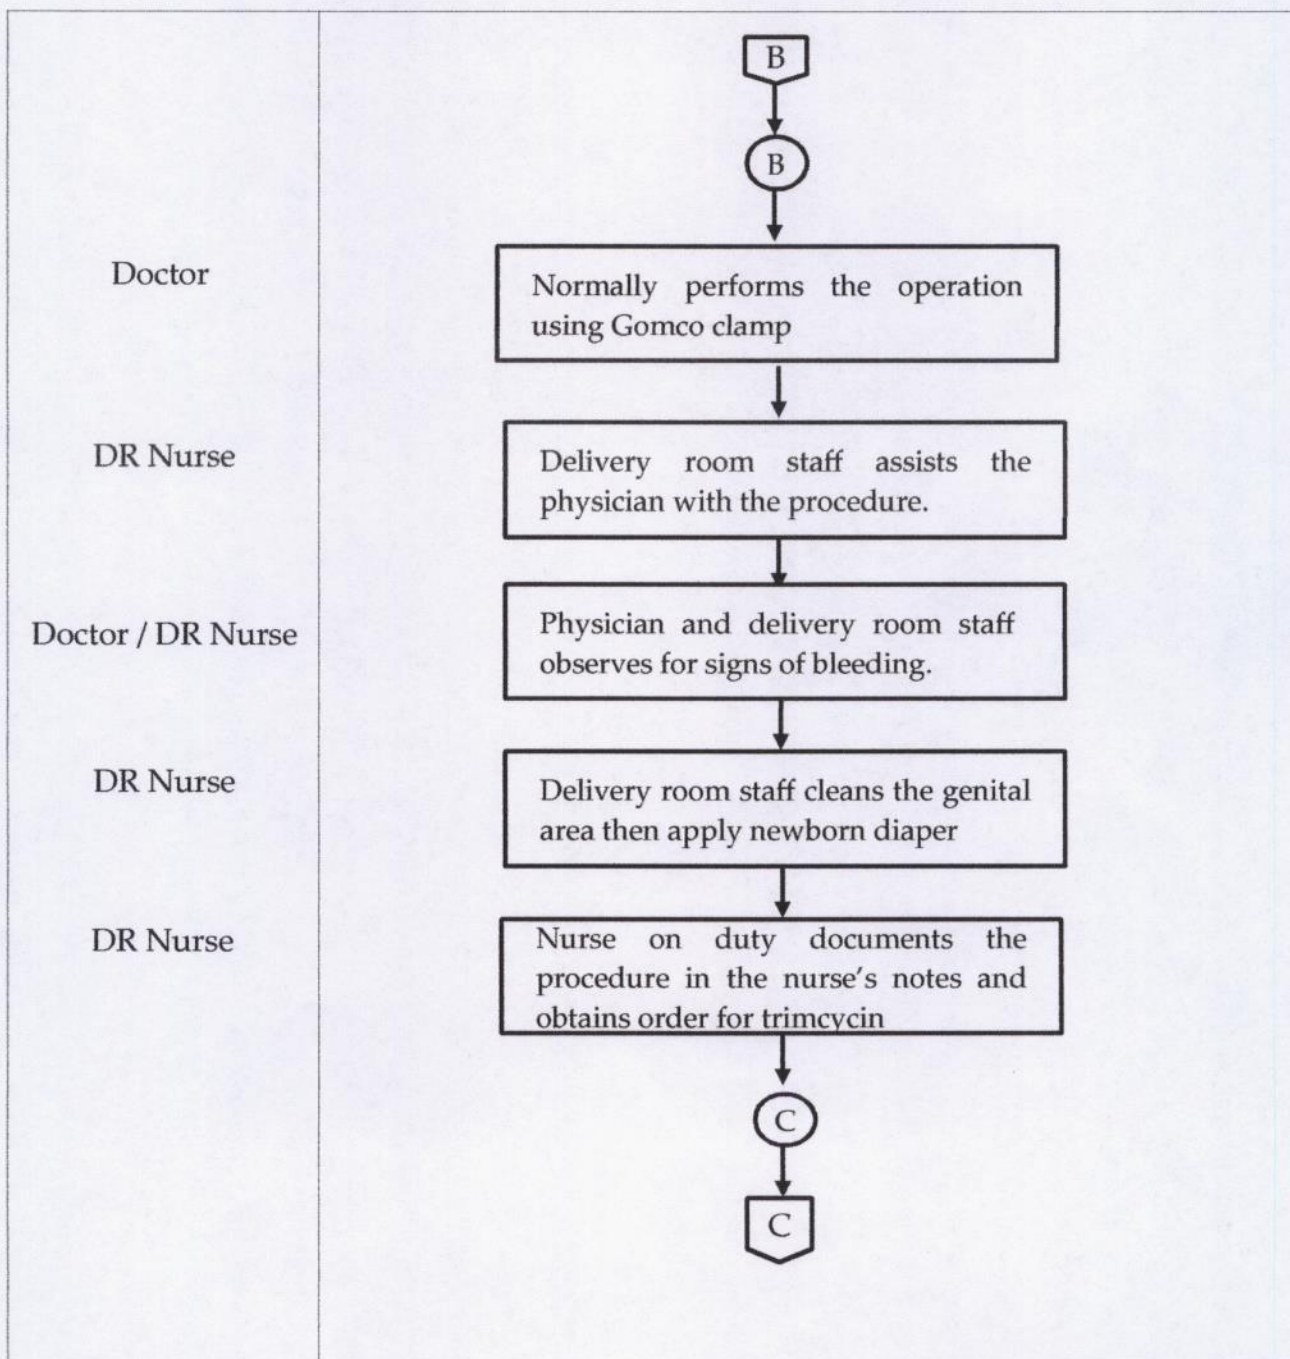 B
B
Doctor
Normally performs the operation
using Gomco clamp
DR Nurse
Delivery room staff assists the
physician with the procedure.
Doctor / DR Nurse
Physician and delivery room staff
observes for signs of bleeding.
DR Nurse
Delivery room staff cleans the genital
area then apply newborn diaper
DR Nurse
Nurse on duty documents the
procedure in the nurse's notes and
obtains order for trimcycin
C
C